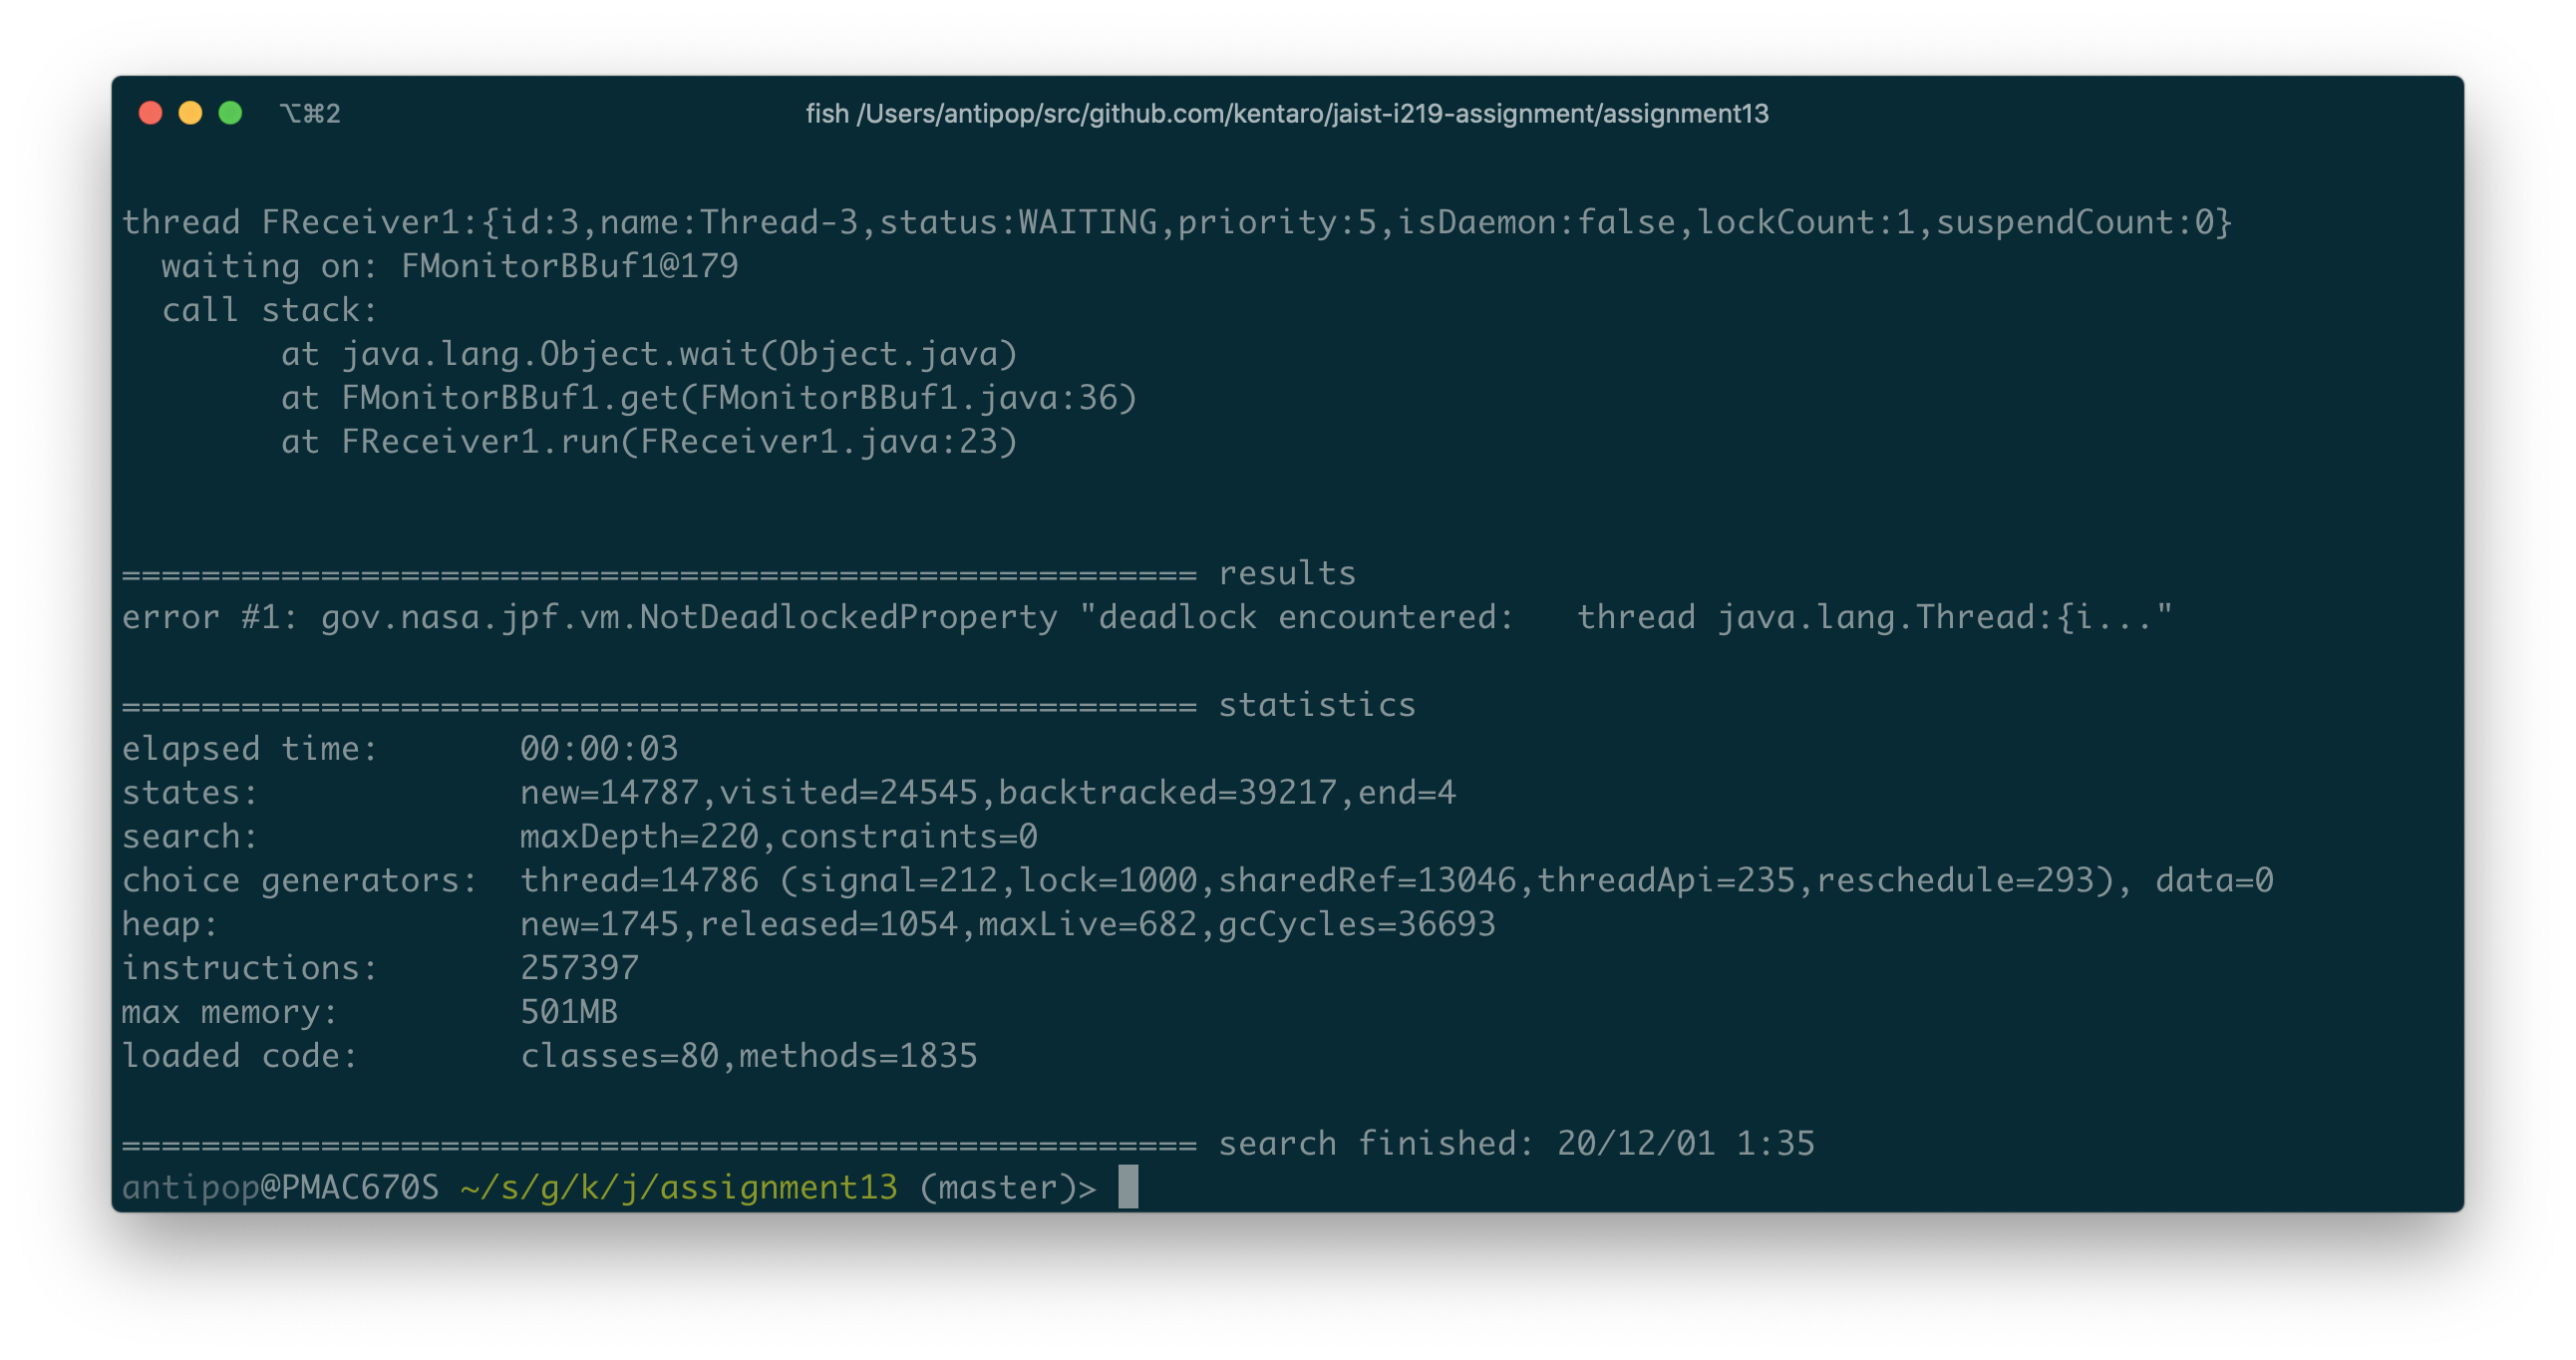 ⌥⌘2 fish /Users/antipop/src/github.com/kentaro/jaist-i219-assignment/assignment13
thread FReceiver1:{id:3,name:Thread-3,status:WAITING,priority:5,isDaemon:false,lockCount:1,suspendCount:0}
  waiting on: FMonitorBBuf1@179
  call stack:
        at java.lang.Object.wait(Object.java)
        at FMonitorBBuf1.get(FMonitorBBuf1.java:36)
        at FReceiver1.run(FReceiver1.java:23)
====================================================== results
error #1: gov.nasa.jpf.vm.NotDeadlockedProperty "deadlock encountered:   thread java.lang.Thread:{i..."
====================================================== statistics
elapsed time:       00:00:03
states:             new=14787,visited=24545,backtracked=39217,end=4
search:             maxDepth=220,constraints=0
choice generators:  thread=14786 (signal=212,lock=1000,sharedRef=13046,threadApi=235,reschedule=293), data=0
heap:               new=1745,released=1054,maxLive=682,gcCycles=36693
instructions:       257397
max memory:         501MB
loaded code:        classes=80,methods=1835
====================================================== search finished: 20/12/01 1:35
antipop@PMAC670S ~/s/g/k/j/assignment13 (master)>